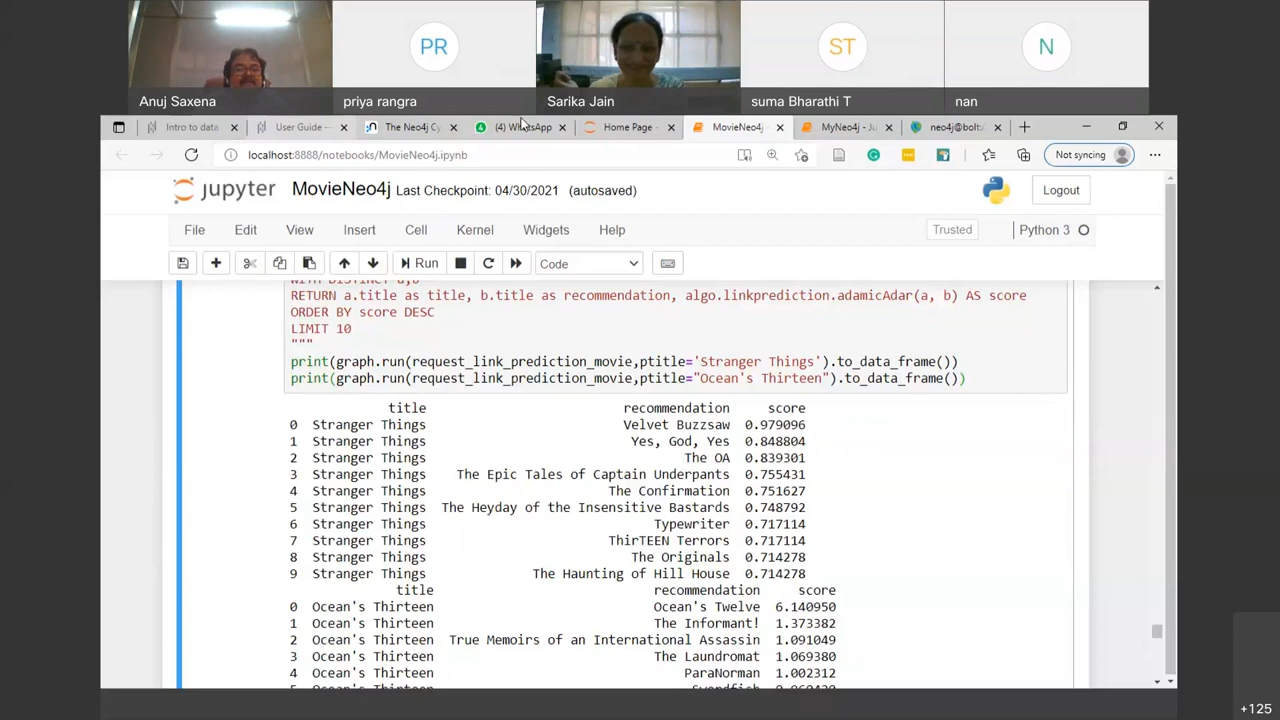 PR
ST
N
Anuj Saxena
priya rangra
Sarika Jain
suma Bharathi T
nan
Intro to data
User Guide —
The Neo4j Cy
(4) WhatsApp
Home Page -
MovieNeo4j -
MyNeo4j - Ju
neo4j@bolt:/
localhost:8888/notebooks/MovieNeo4j.ipynb
Not syncing
jupyter
MovieNeo4j Last Checkpoint: 04/30/2021 (autosaved)
Logout
File Edit View Insert Cell Kernel Widgets Help
Trusted
Python 3
Run
Code
WITH DISTINCT a,b
RETURN a.title as title, b.title as recommendation, algo.linkprediction.adamicAdar(a, b) AS score
ORDER BY score DESC
LIMIT 10
"""
print(graph.run(request_link_prediction_movie,ptitle='Stranger Things').to_data_frame())
print(graph.run(request_link_prediction_movie,ptitle="Ocean's Thirteen").to_data_frame())
title recommendation score
0 Stranger Things Velvet Buzzsaw 0.979096
1 Stranger Things Yes, God, Yes 0.848804
2 Stranger Things The OA 0.839301
3 Stranger Things The Epic Tales of Captain Underpants 0.755431
4 Stranger Things The Confirmation 0.751627
5 Stranger Things The Heyday of the Insensitive Bastards 0.748792
6 Stranger Things Typewriter 0.717114
7 Stranger Things ThirTEEN Terrors 0.717114
8 Stranger Things The Originals 0.714278
9 Stranger Things The Haunting of Hill House 0.714278
title recommendation score
0 Ocean's Thirteen Ocean's Twelve 6.140950
1 Ocean's Thirteen The Informant! 1.373382
2 Ocean's Thirteen True Memoirs of an International Assassin 1.091049
3 Ocean's Thirteen The Laundromat 1.069380
4 Ocean's Thirteen ParaNorman 1.002312
+125